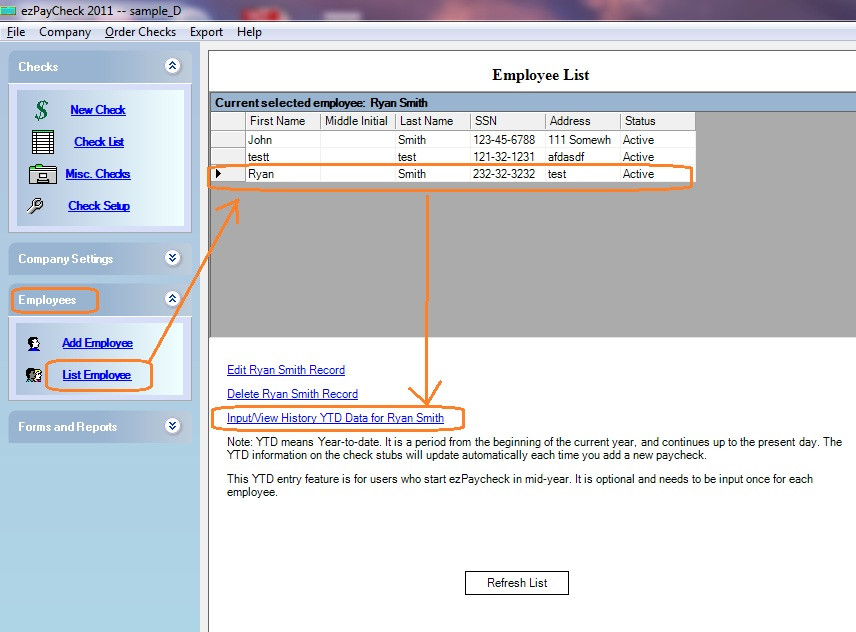 ezPayCheck 2011 -- sample_D
File Company Order Checks Export Help
Checks
New Check
Check List
Misc. Checks
Check Setup
Company Settings
Employees
Add Employee
List Employee
Forms and Reports
Employee List
Current selected employee: Ryan Smith
First Name Middle Initial Last Name SSN Address Status
John Smith 123-45-6788 111 Somewh Active
testt test 121-32-1231 afdasdf Active
Ryan Smith 232-32-3232 test Active
Edit Ryan Smith Record
Delete Ryan Smith Record
Input/View History YTD Data for Ryan Smith
Note: YTD means Year-to-date. It is a period from the beginning of the current year, and continues up to the present day. The
YTD information on the check stubs will update automatically each time you add a new paycheck.
This YTD entry feature is for users who start ezPaycheck in mid-year. It is optional and needs to be input once for each
employee.
Refresh List